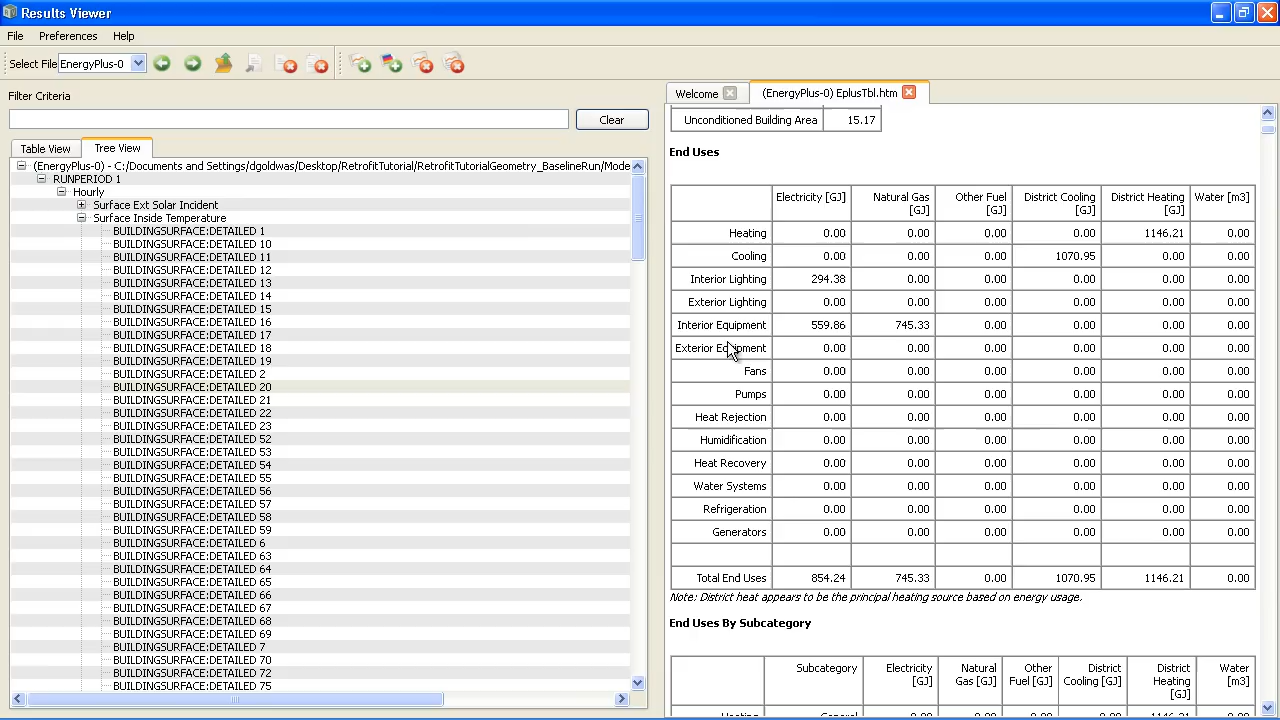 Results Viewer
File Preferences Help
Select File EnergyPlus-0
Filter Criteria
Clear
Table View Tree View
(EnergyPlus-0) - C:/Documents and Settings/dgoldwas/Desktop/RetrofitTutorial/RetrofitTutorialGeometry_BaselineRun/Mode
RUNPERIOD 1
Hourly
Surface Ext Solar Incident
Surface Inside Temperature
BUILDINGSURFACE:DETAILED 1
BUILDINGSURFACE:DETAILED 10
BUILDINGSURFACE:DETAILED 11
BUILDINGSURFACE:DETAILED 12
BUILDINGSURFACE:DETAILED 13
BUILDINGSURFACE:DETAILED 14
BUILDINGSURFACE:DETAILED 15
BUILDINGSURFACE:DETAILED 16
BUILDINGSURFACE:DETAILED 17
BUILDINGSURFACE:DETAILED 18
BUILDINGSURFACE:DETAILED 19
BUILDINGSURFACE:DETAILED 2
BUILDINGSURFACE:DETAILED 20
BUILDINGSURFACE:DETAILED 21
BUILDINGSURFACE:DETAILED 22
BUILDINGSURFACE:DETAILED 23
BUILDINGSURFACE:DETAILED 52
BUILDINGSURFACE:DETAILED 53
BUILDINGSURFACE:DETAILED 54
BUILDINGSURFACE:DETAILED 55
BUILDINGSURFACE:DETAILED 56
BUILDINGSURFACE:DETAILED 57
BUILDINGSURFACE:DETAILED 58
BUILDINGSURFACE:DETAILED 59
BUILDINGSURFACE:DETAILED 6
BUILDINGSURFACE:DETAILED 63
BUILDINGSURFACE:DETAILED 64
BUILDINGSURFACE:DETAILED 65
BUILDINGSURFACE:DETAILED 66
BUILDINGSURFACE:DETAILED 67
BUILDINGSURFACE:DETAILED 68
BUILDINGSURFACE:DETAILED 69
BUILDINGSURFACE:DETAILED 7
BUILDINGSURFACE:DETAILED 70
BUILDINGSURFACE:DETAILED 72
BUILDINGSURFACE:DETAILED 75
Welcome (EnergyPlus-0) EplusTbl.htm
Unconditioned Building Area 15.17
End Uses
Electricity [GJ] Natural Gas [GJ] Other Fuel [GJ] District Cooling [GJ] District Heating [GJ] Water [m3]
Heating 0.00 0.00 0.00 0.00 1146.21 0.00
Cooling 0.00 0.00 0.00 1070.95 0.00 0.00
Interior Lighting 294.38 0.00 0.00 0.00 0.00 0.00
Exterior Lighting 0.00 0.00 0.00 0.00 0.00 0.00
Interior Equipment 559.86 745.33 0.00 0.00 0.00 0.00
Exterior Equipment 0.00 0.00 0.00 0.00 0.00 0.00
Fans 0.00 0.00 0.00 0.00 0.00 0.00
Pumps 0.00 0.00 0.00 0.00 0.00 0.00
Heat Rejection 0.00 0.00 0.00 0.00 0.00 0.00
Humidification 0.00 0.00 0.00 0.00 0.00 0.00
Heat Recovery 0.00 0.00 0.00 0.00 0.00 0.00
Water Systems 0.00 0.00 0.00 0.00 0.00 0.00
Refrigeration 0.00 0.00 0.00 0.00 0.00 0.00
Generators 0.00 0.00 0.00 0.00 0.00 0.00
Total End Uses 854.24 745.33 0.00 1070.95 1146.21 0.00
Note: District heat appears to be the principal heating source based on energy usage.
End Uses By Subcategory
Subcategory Electricity [GJ] Natural Gas [GJ] Other Fuel [GJ] District Cooling [GJ] District Heating [GJ] Water [m3]
Heating General 0.00 0.00 0.00 0.00 1146.21 0.00